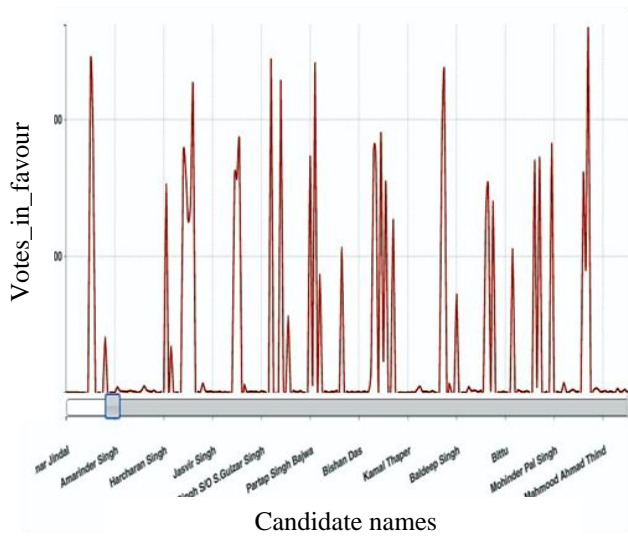 Votes_in_favour
00
00
nar Jindal
Amarinder Singh
Harcharan Singh
Jasvir Singh
Singh S/O S.Gulzar Singh
Partap Singh Bajwa
Bishan Das
Kamal Thaper
Baldeep Singh
Bittu
Mohinder Pal Singh
Mahmood Ahmad Thind
Candidate names